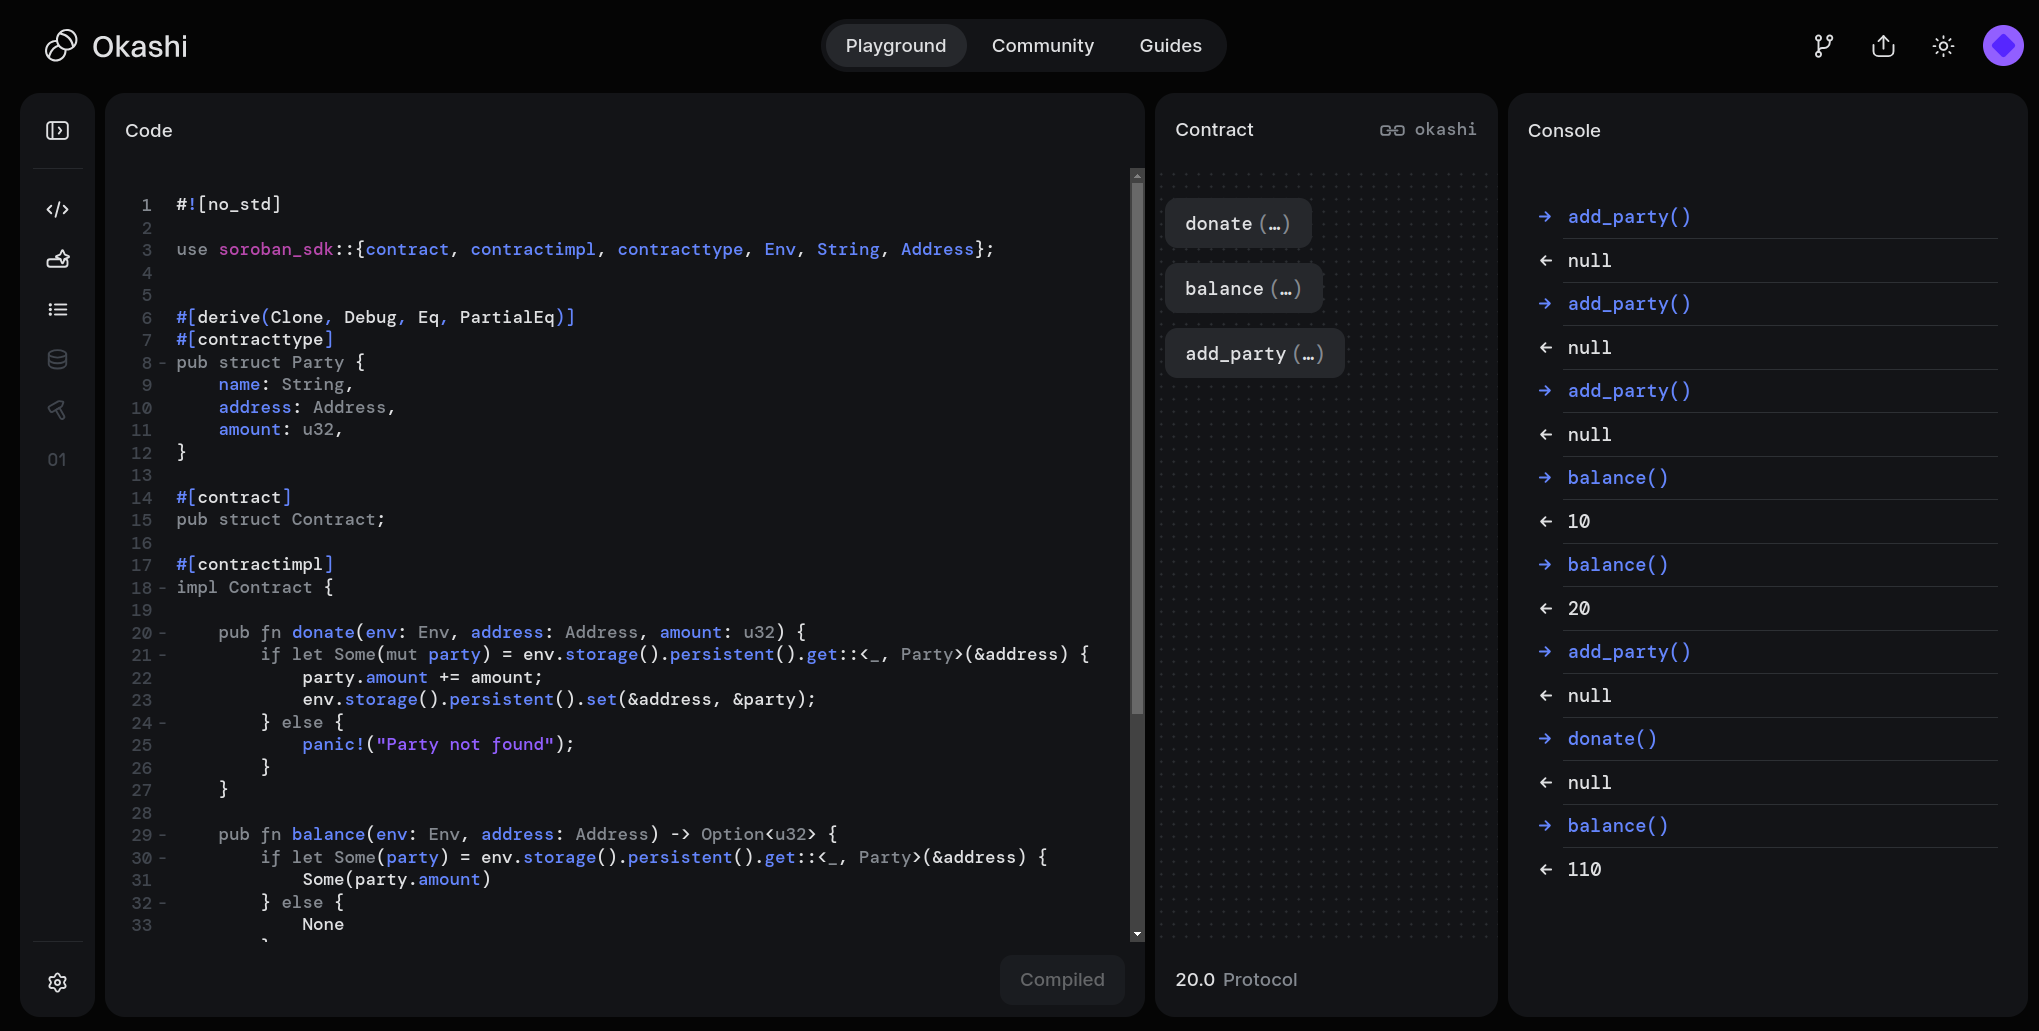 Okashi
Playground Community Guides
Code
1 #![no_std]
2
3 use soroban_sdk::{contract, contractimpl, contracttype, Env, String, Address};
4
5
6 #[derive(Clone, Debug, Eq, PartialEq)]
7 #[contracttype]
8 pub struct Party {
9     name: String,
10     address: Address,
11     amount: u32,
12 }
13
14 #[contract]
15 pub struct Contract;
16
17 #[contractimpl]
18 impl Contract {
19
20     pub fn donate(env: Env, address: Address, amount: u32) {
21         if let Some(mut party) = env.storage().persistent().get::<_, Party>(&address) {
22             party.amount += amount;
23             env.storage().persistent().set(&address, &party);
24         } else {
25             panic!("Party not found");
26         }
27     }
28
29     pub fn balance(env: Env, address: Address) -> Option<u32> {
30         if let Some(party) = env.storage().persistent().get::<_, Party>(&address) {
31             Some(party.amount)
32         } else {
33             None
01
Compiled
Contract okashi
donate (…)
balance (…)
add_party (…)
20.0 Protocol
Console
→ add_party()
← null
→ add_party()
← null
→ add_party()
← null
→ balance()
← 10
→ balance()
← 20
→ add_party()
← null
→ donate()
← null
→ balance()
← 110